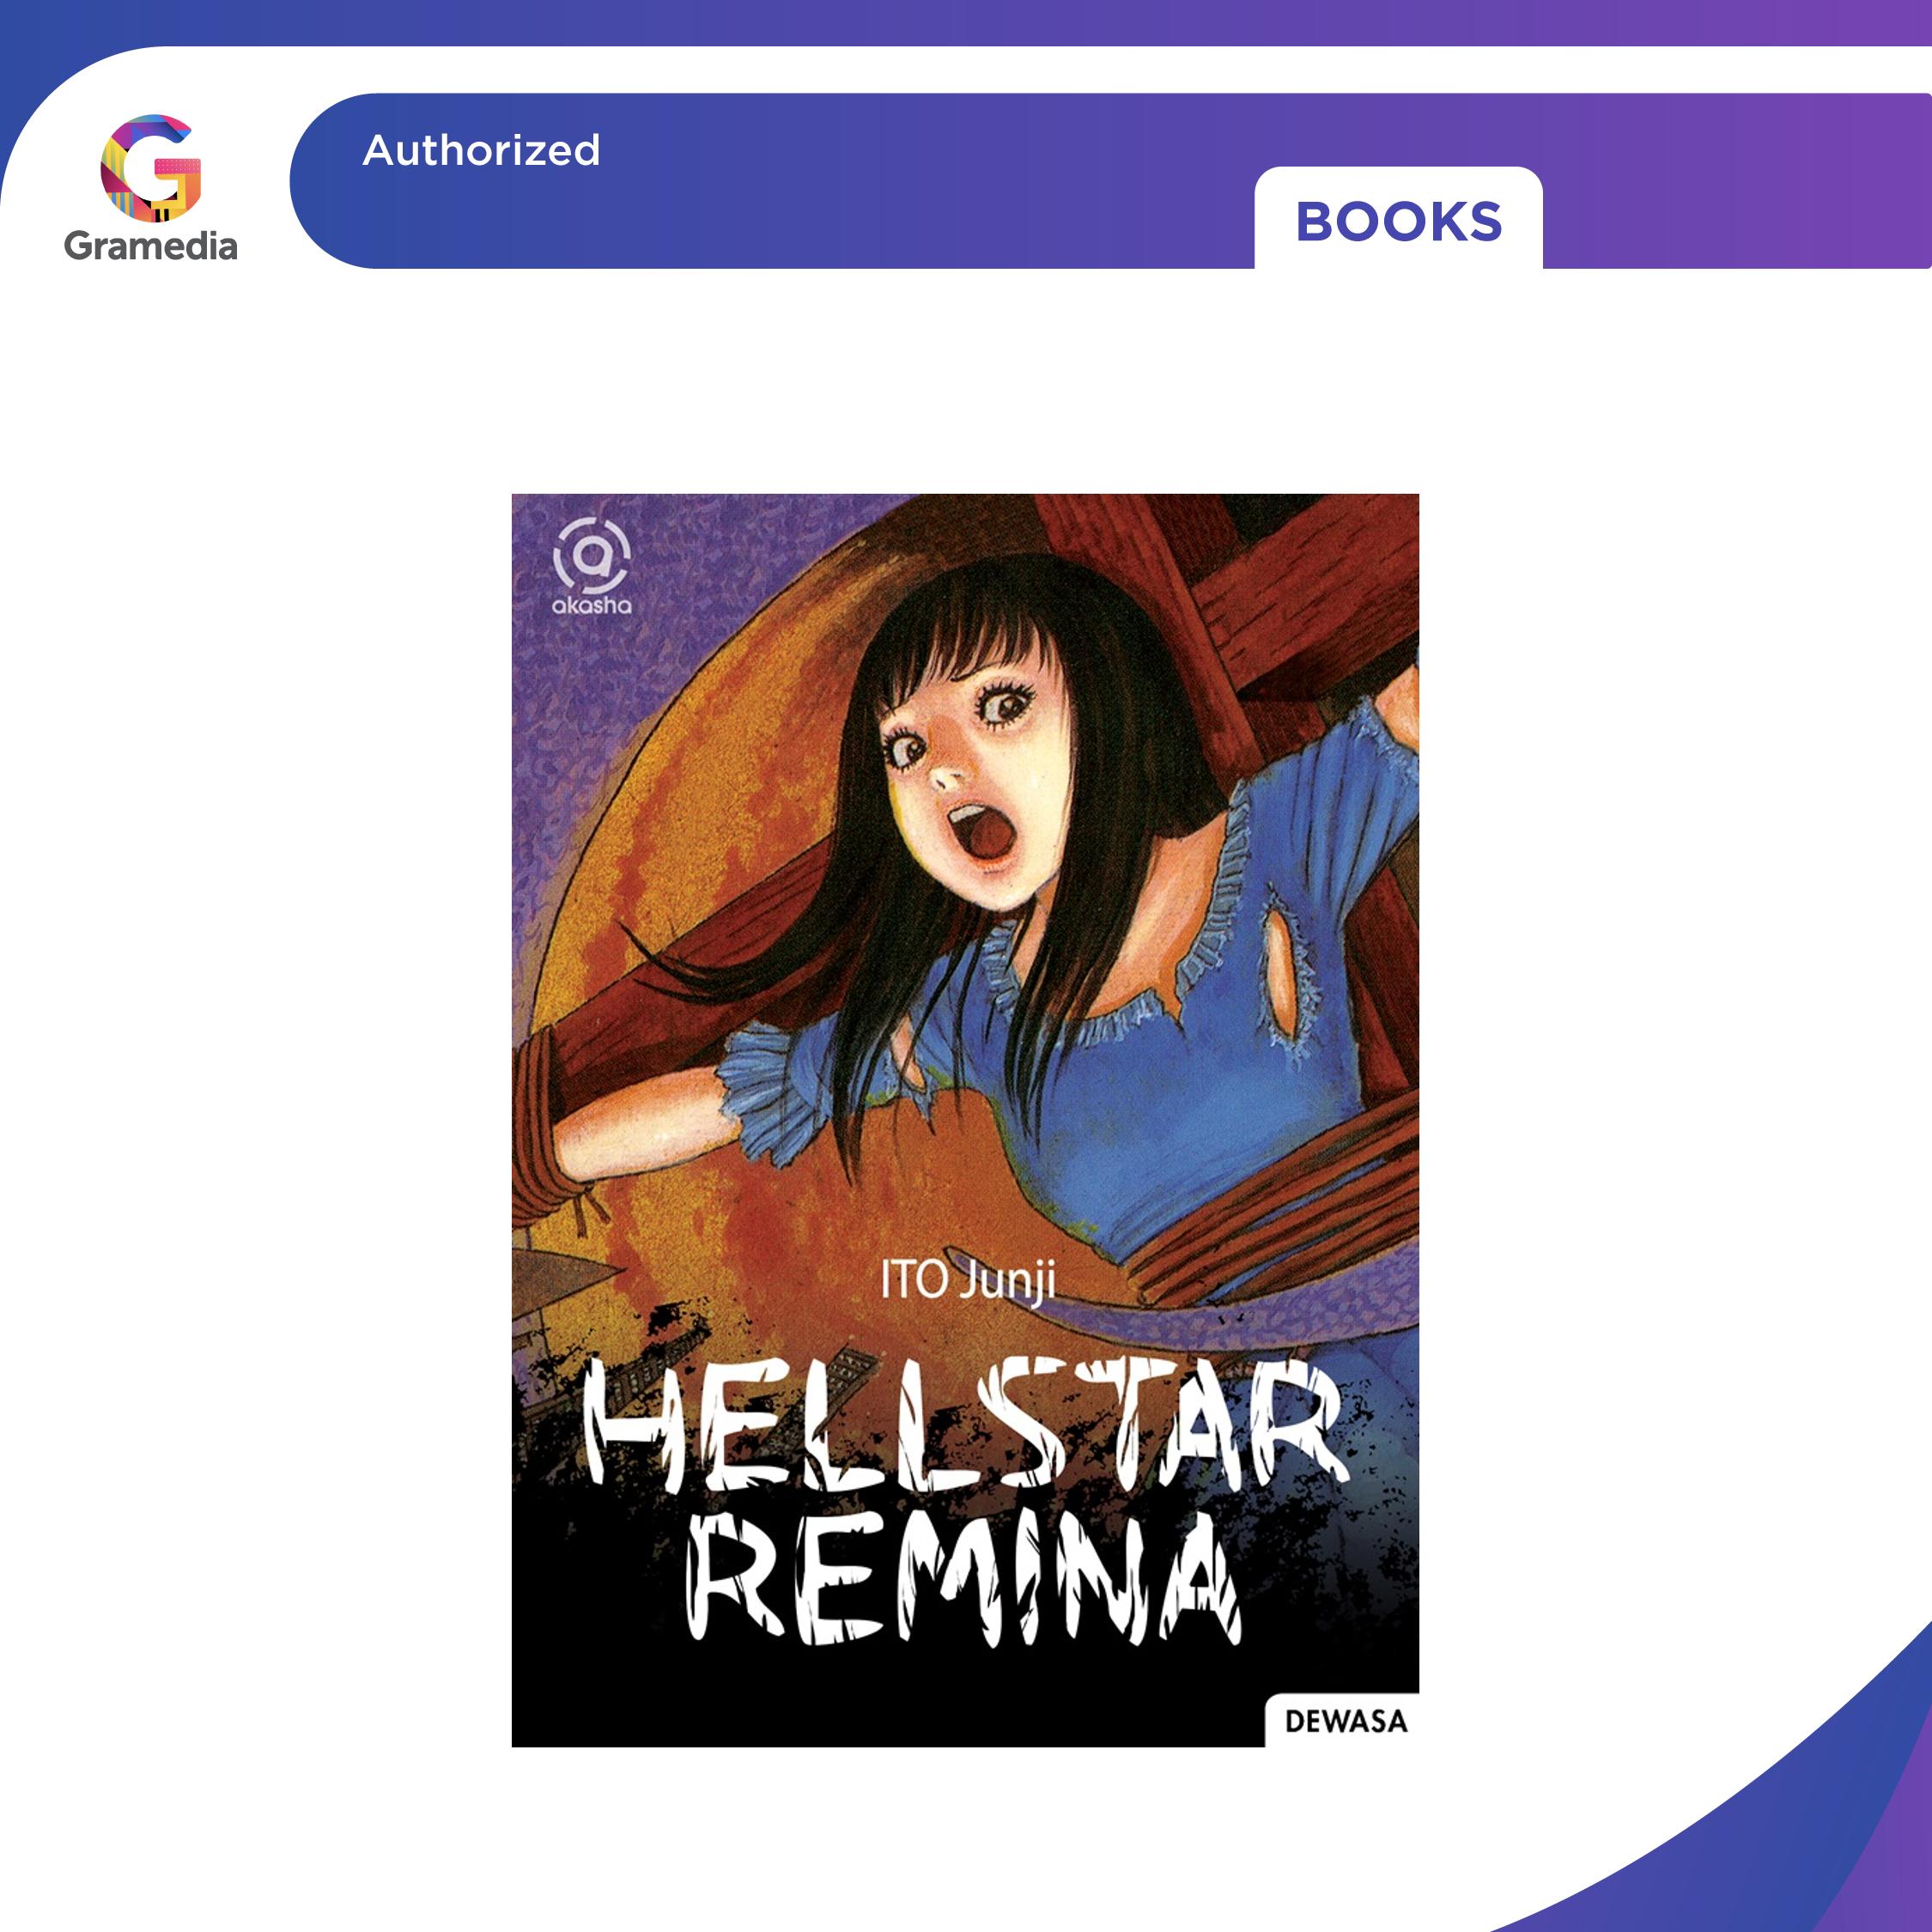 Gramedia
Authorized
BOOKS
akasha
ITO Junji
HELLSTAR
REMINA
DEWASA